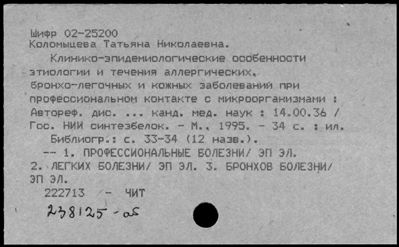 Шифр 02-25200
Коломыцева Татьяна Николаевна.
Клинико-эпидемиологические особенности
этиологии и течения аллергических,
бронхо-легочных и кожных заболеваний при
профессиональном контакте с микроорганизмами :
Автореф. дис. ... канд. мед. наук : 14.00.36 /
Гос. НИИ синтезбелок. - М., 1995. - 34 с. : ил.
Библиогр.: с. 33-34 (12 назв.).
-- 1. ПРОФЕССИОНАЛЬНЫЕ БОЛЕЗНИ/ ЭП ЭЛ.
2. ЛЕГКИХ БОЛЕЗНИ/ ЭП ЭЛ. 3. БРОНХОВ БОЛЕЗНИ/
ЭП ЭЛ.
222713 - ЧИТ
238125-аб